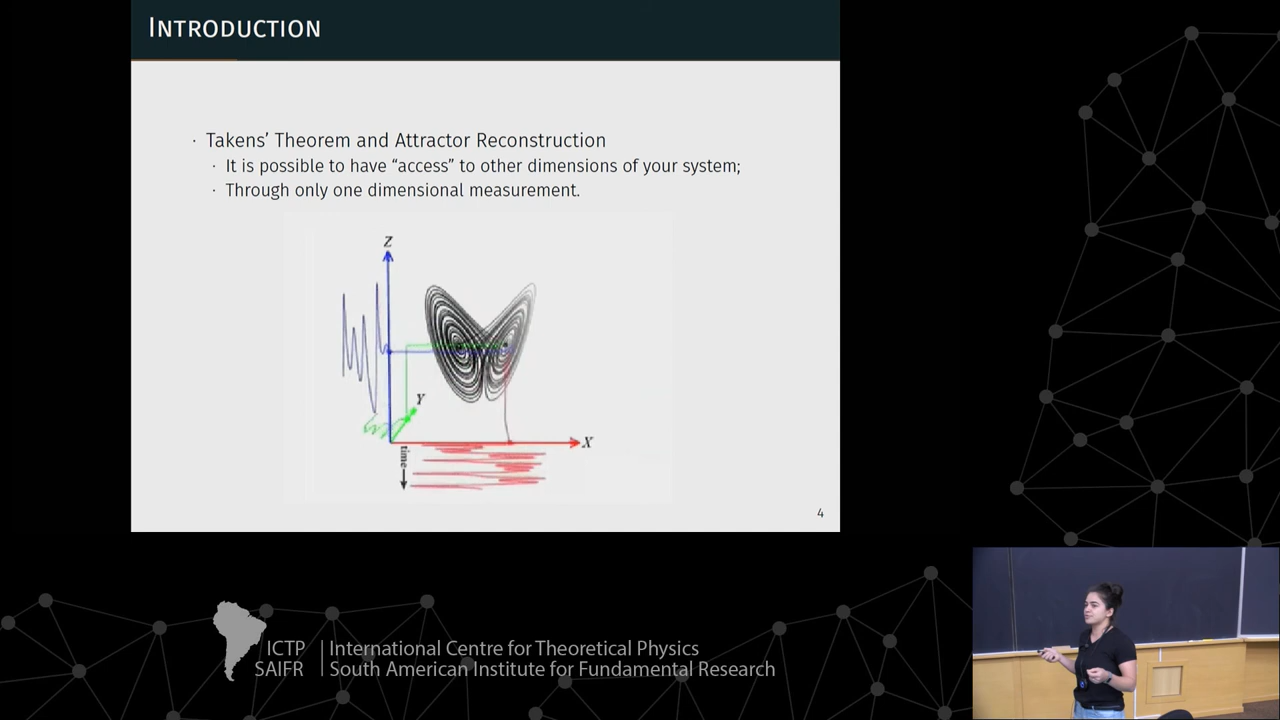 INTRODUCTION
· Takens’ Theorem and Attractor Reconstruction
· It is possible to have “access” to other dimensions of your system;
· Through only one dimensional measurement.
Z
Y
X
time
4
ICTP
SAIFR
International Centre for Theoretical Physics
South American Institute for Fundamental Research